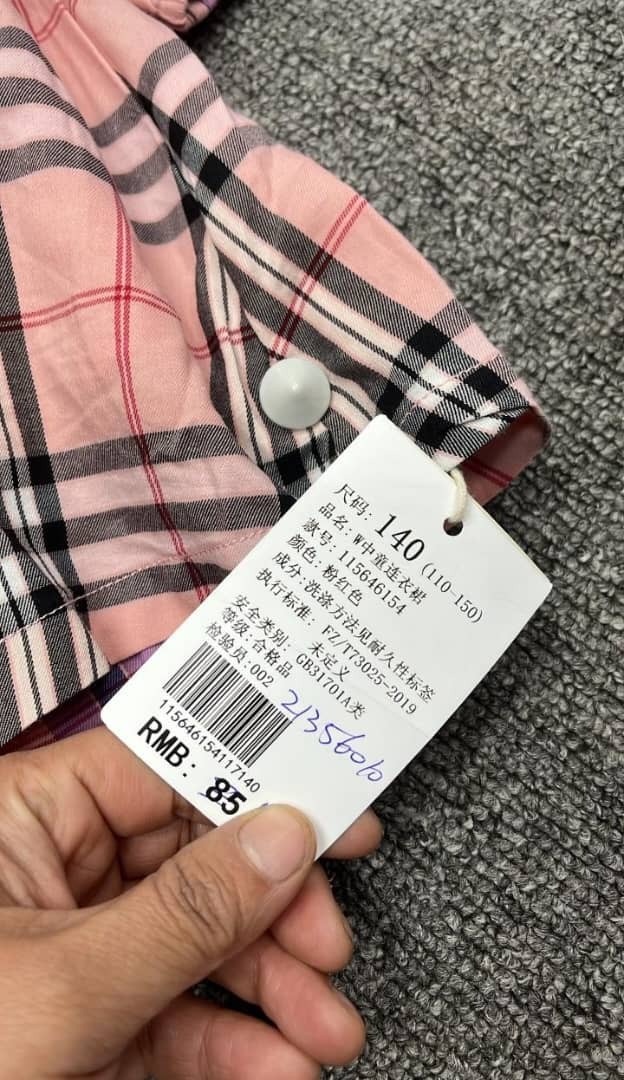 尺码: 140 (110-150)
品名: W中童连衣裙
款号: 115646154
颜色: 粉红色
成分: 洗涤方法见耐久性标签
执行标准: FZ/T73025-2019
未定义
安全类别: GB31701A类
等级: 合格品
检验员: 002
115646154117140
RMB: 85